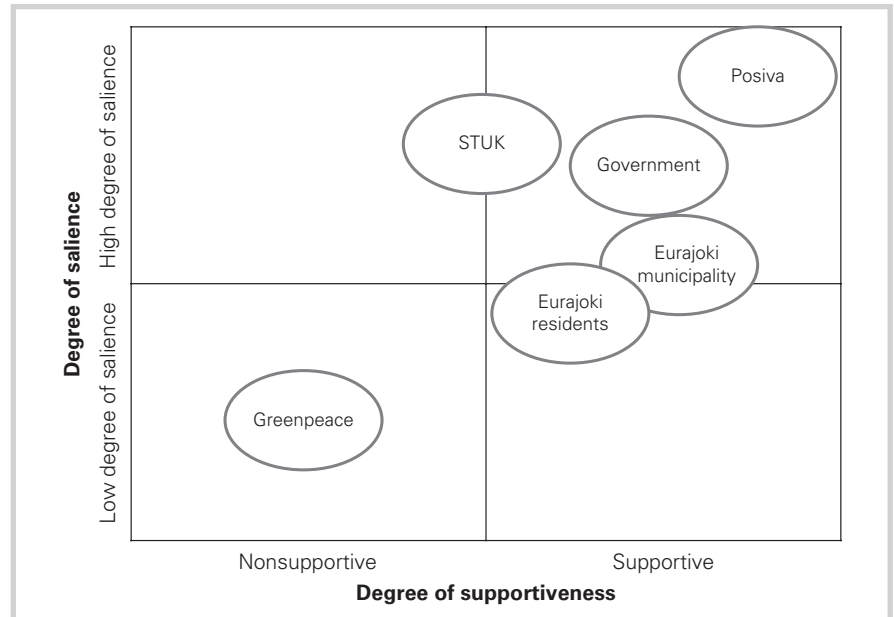 Degree of salience
High degree of salience
Low degree of salience
Posiva
STUK
Government
Eurajoki
municipality
Eurajoki
residents
Greenpeace
Nonsupportive
Supportive
Degree of supportiveness